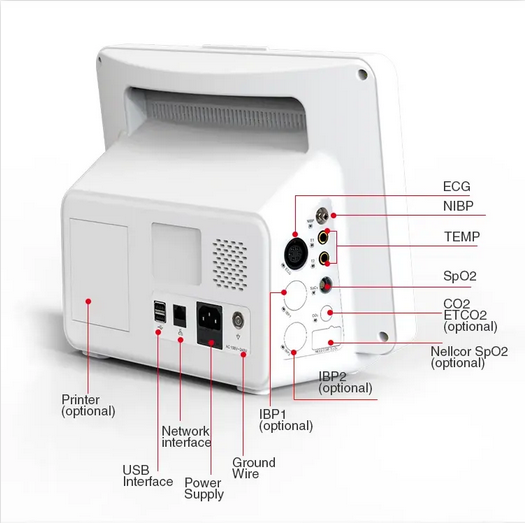 ECG
NIBP
TEMP
SpO2
CO2
ETCO2
(optional)
Nellcor SpO2
(optional)
IBP2
(optional)
IBP1
(optional)
Printer
(optional)
Network
interface
USB
Interface
Power
Supply
Ground
Wire